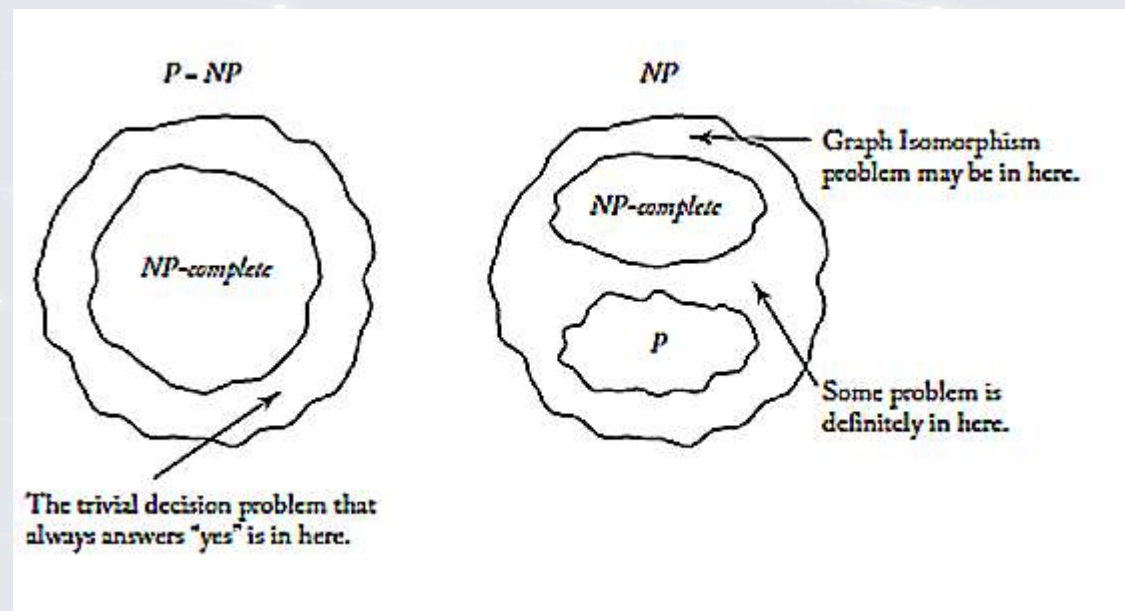 P = NP
NP
Graph Isomorphism
problem may be in here.
NP-complete
NP-complete
P
Some problem is
definitely in here.
The trivial decision problem that
always answers "yes" is in here.